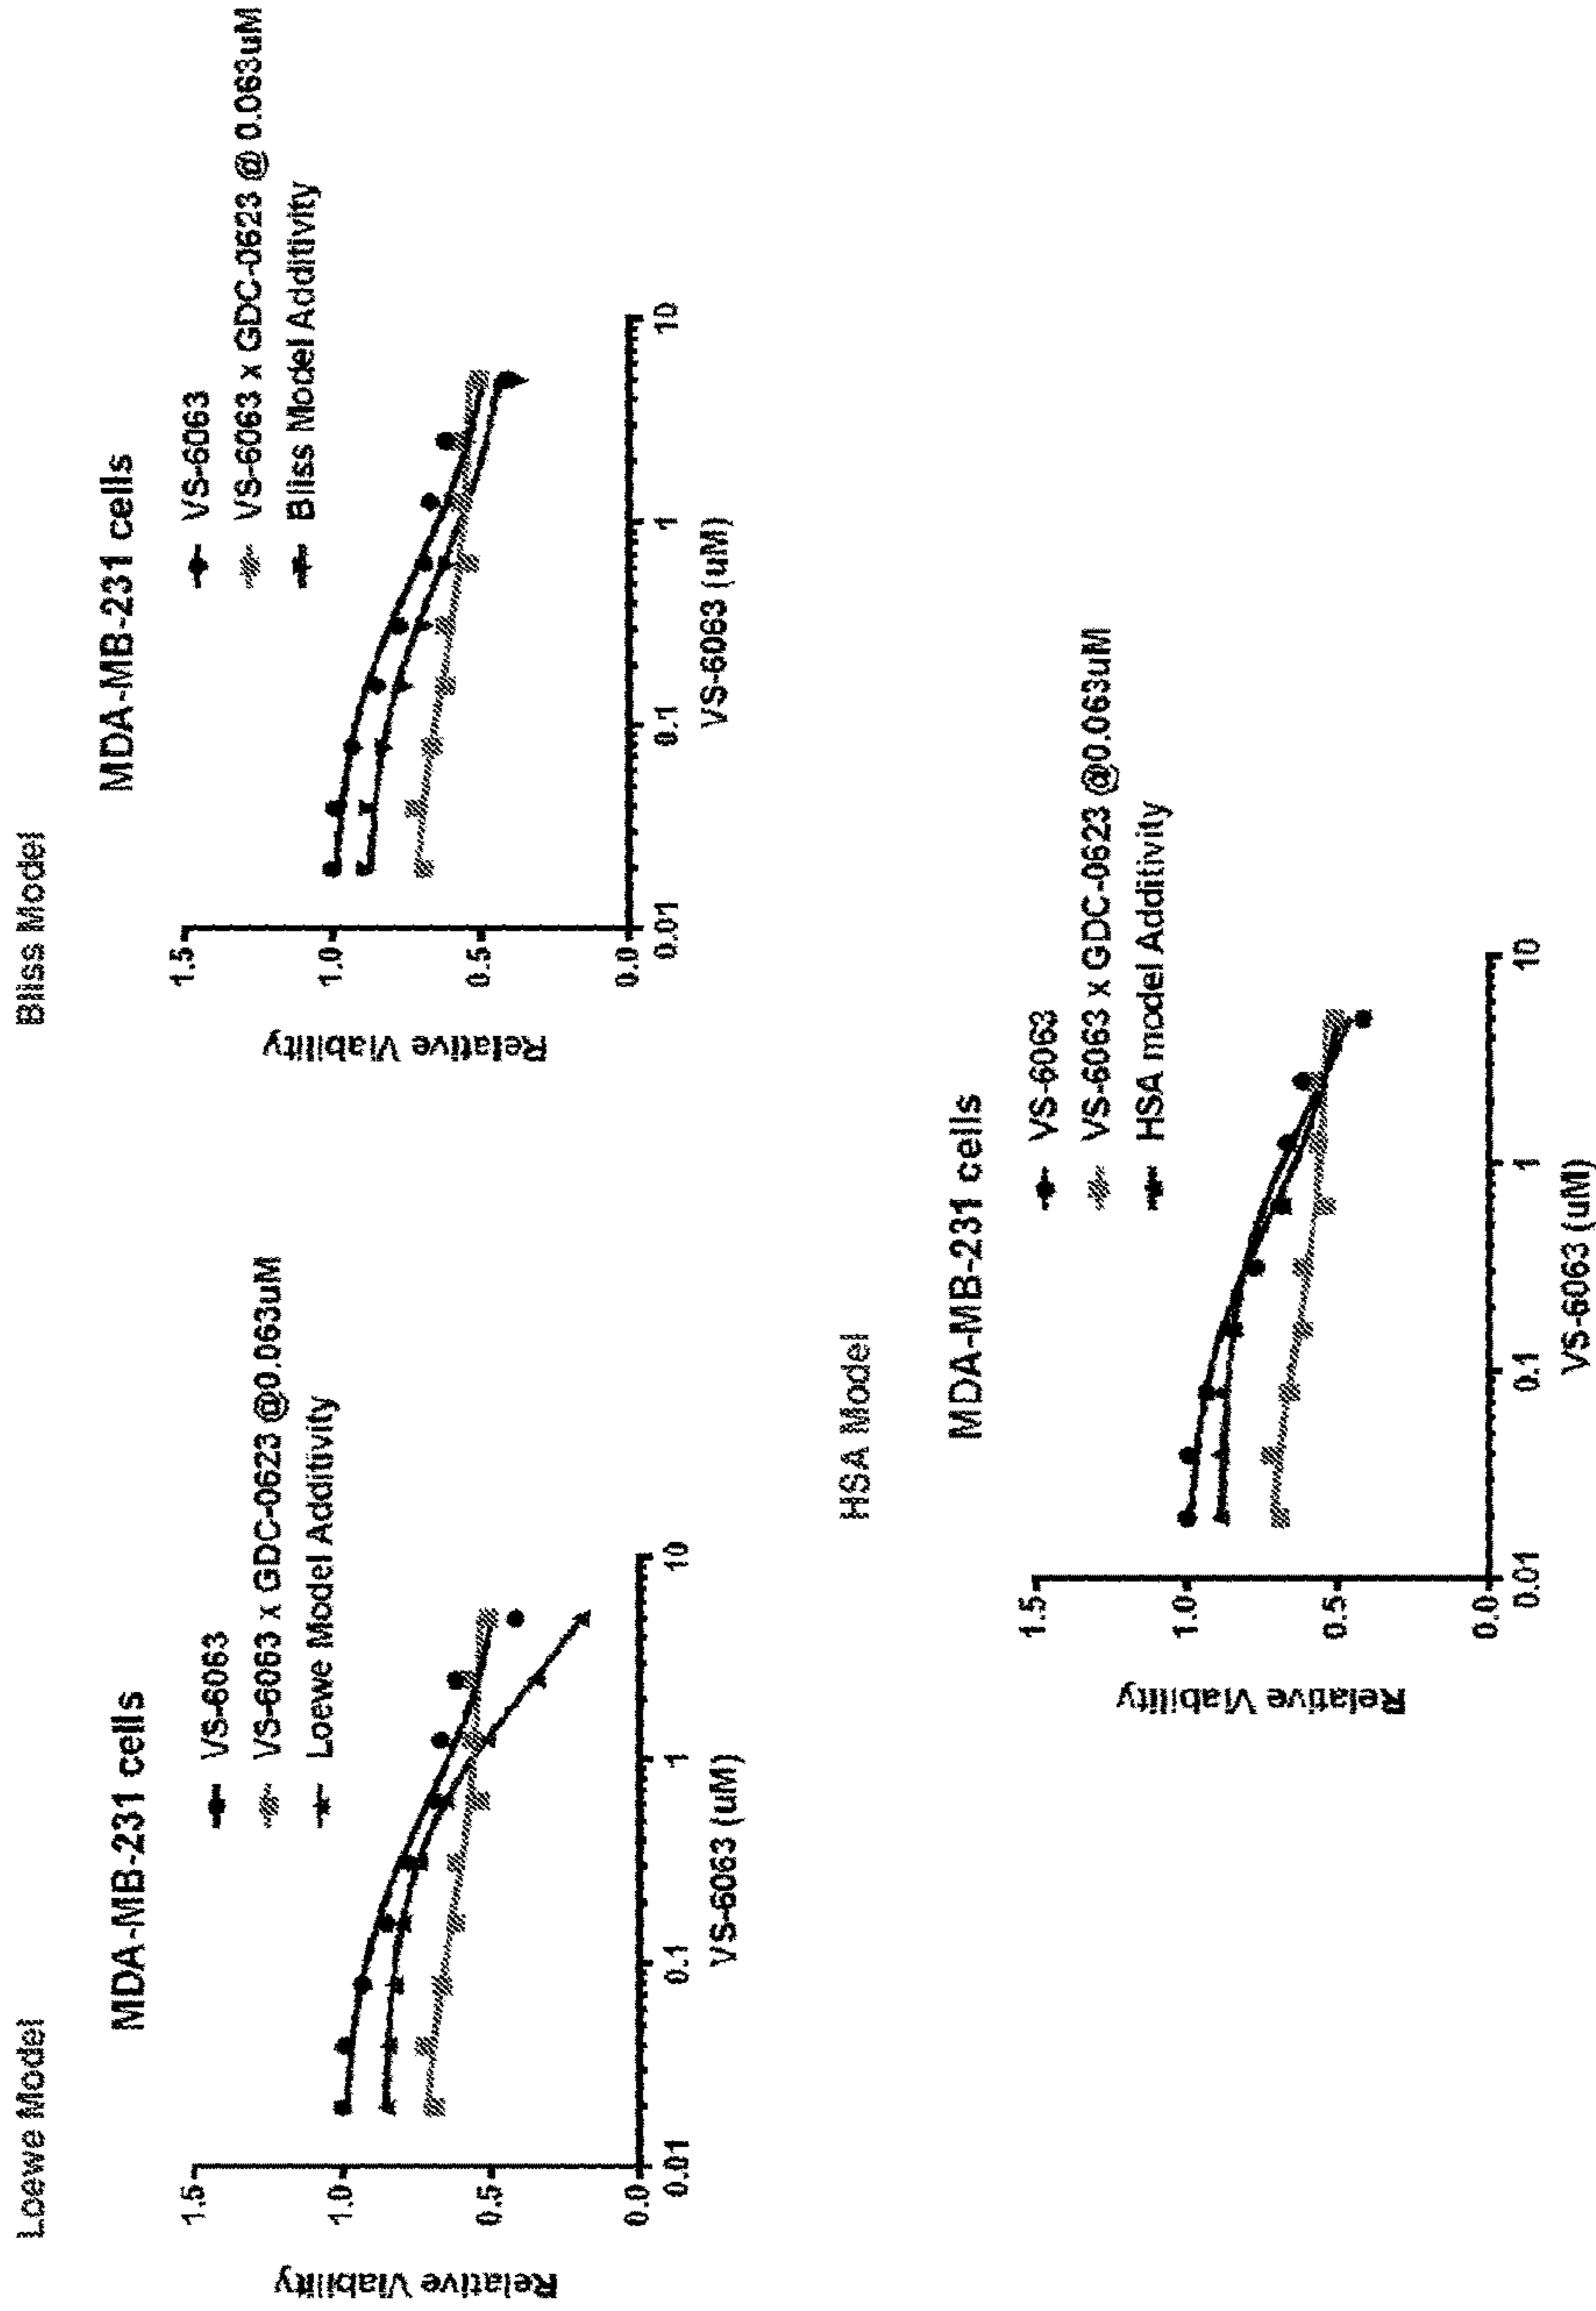 Loewe Model
MDA-MB-231 cells
VS-6063
VS-6063 x GDC-0623 @0.063uM
Loewe Model Additivity
Relative Viability
1.5
1.0
0.5
0.0
0.01
0.1
1
10
VS-6063 (uM)
Bliss Model
MDA-MB-231 cells
VS-6063
VS-6063 x GDC-0623 @ 0.063uM
Bliss Model Additivity
Relative Viability
1.5
1.0
0.5
0.0
0.01
0.1
1
10
VS-6063 (uM)
HSA Model
MDA-MB-231 cells
VS-6063
VS-6063 x GDC-0623 @0.063uM
HSA model Additivity
Relative Viability
1.5
1.0
0.5
0.0
0.01
0.1
1
10
VS-6063 (uM)